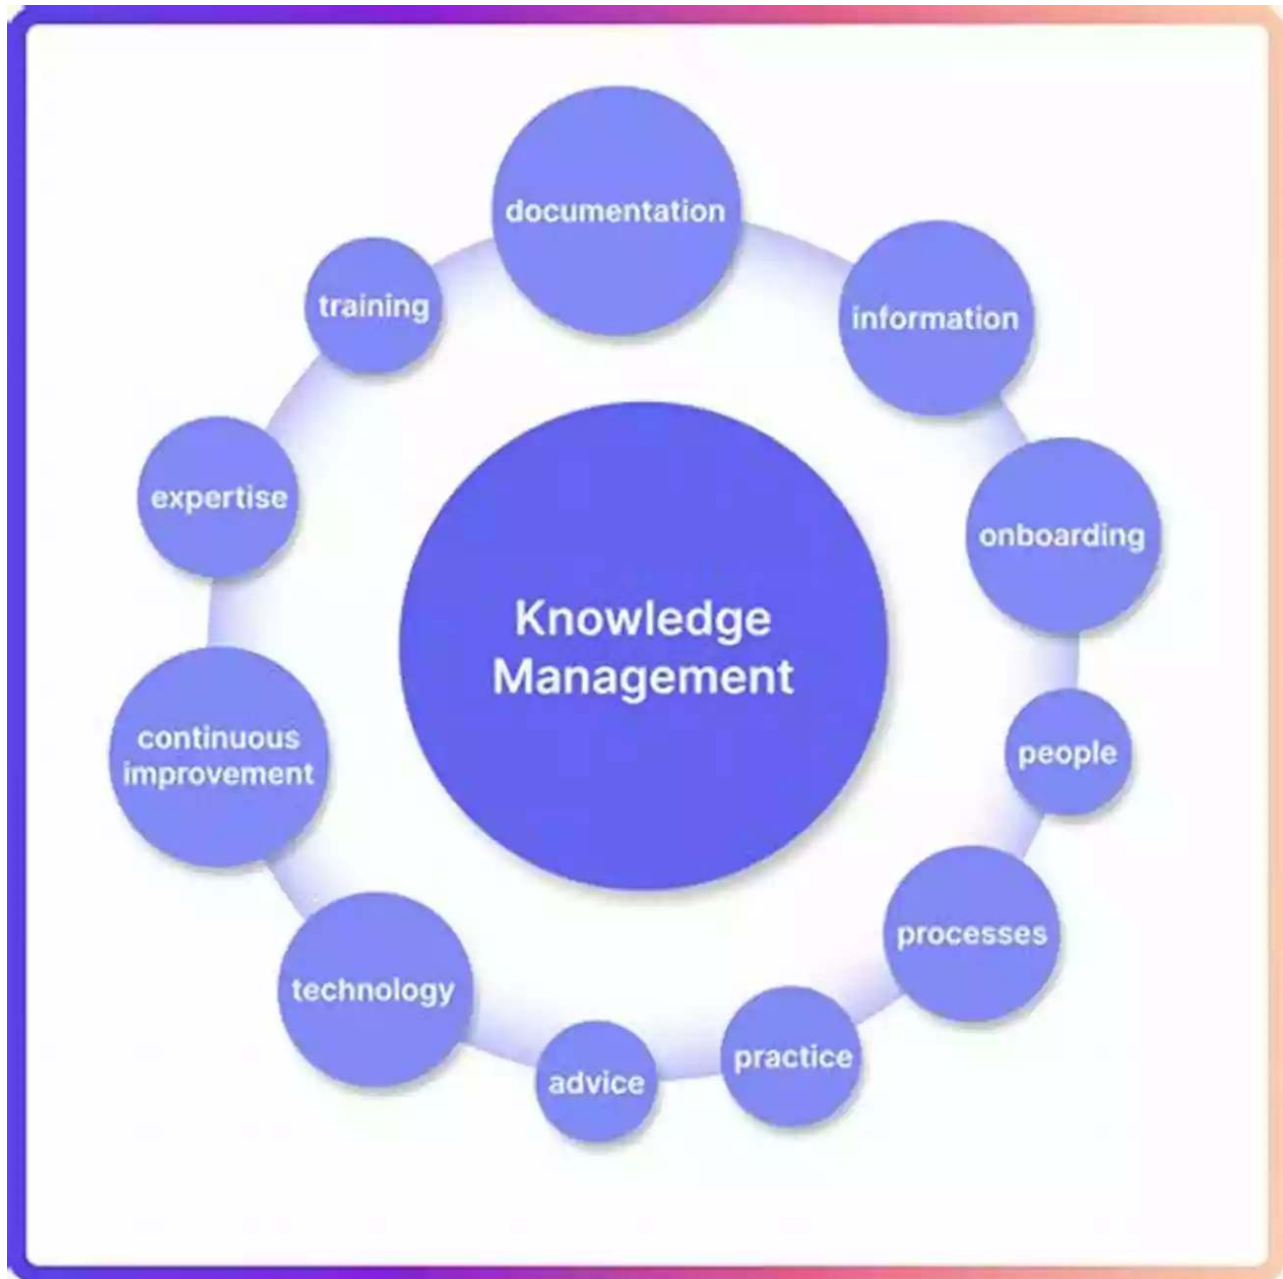 documentation
training
information
expertise
onboarding
Knowledge
Management
continuous
improvement
people
processes
technology
practice
advice